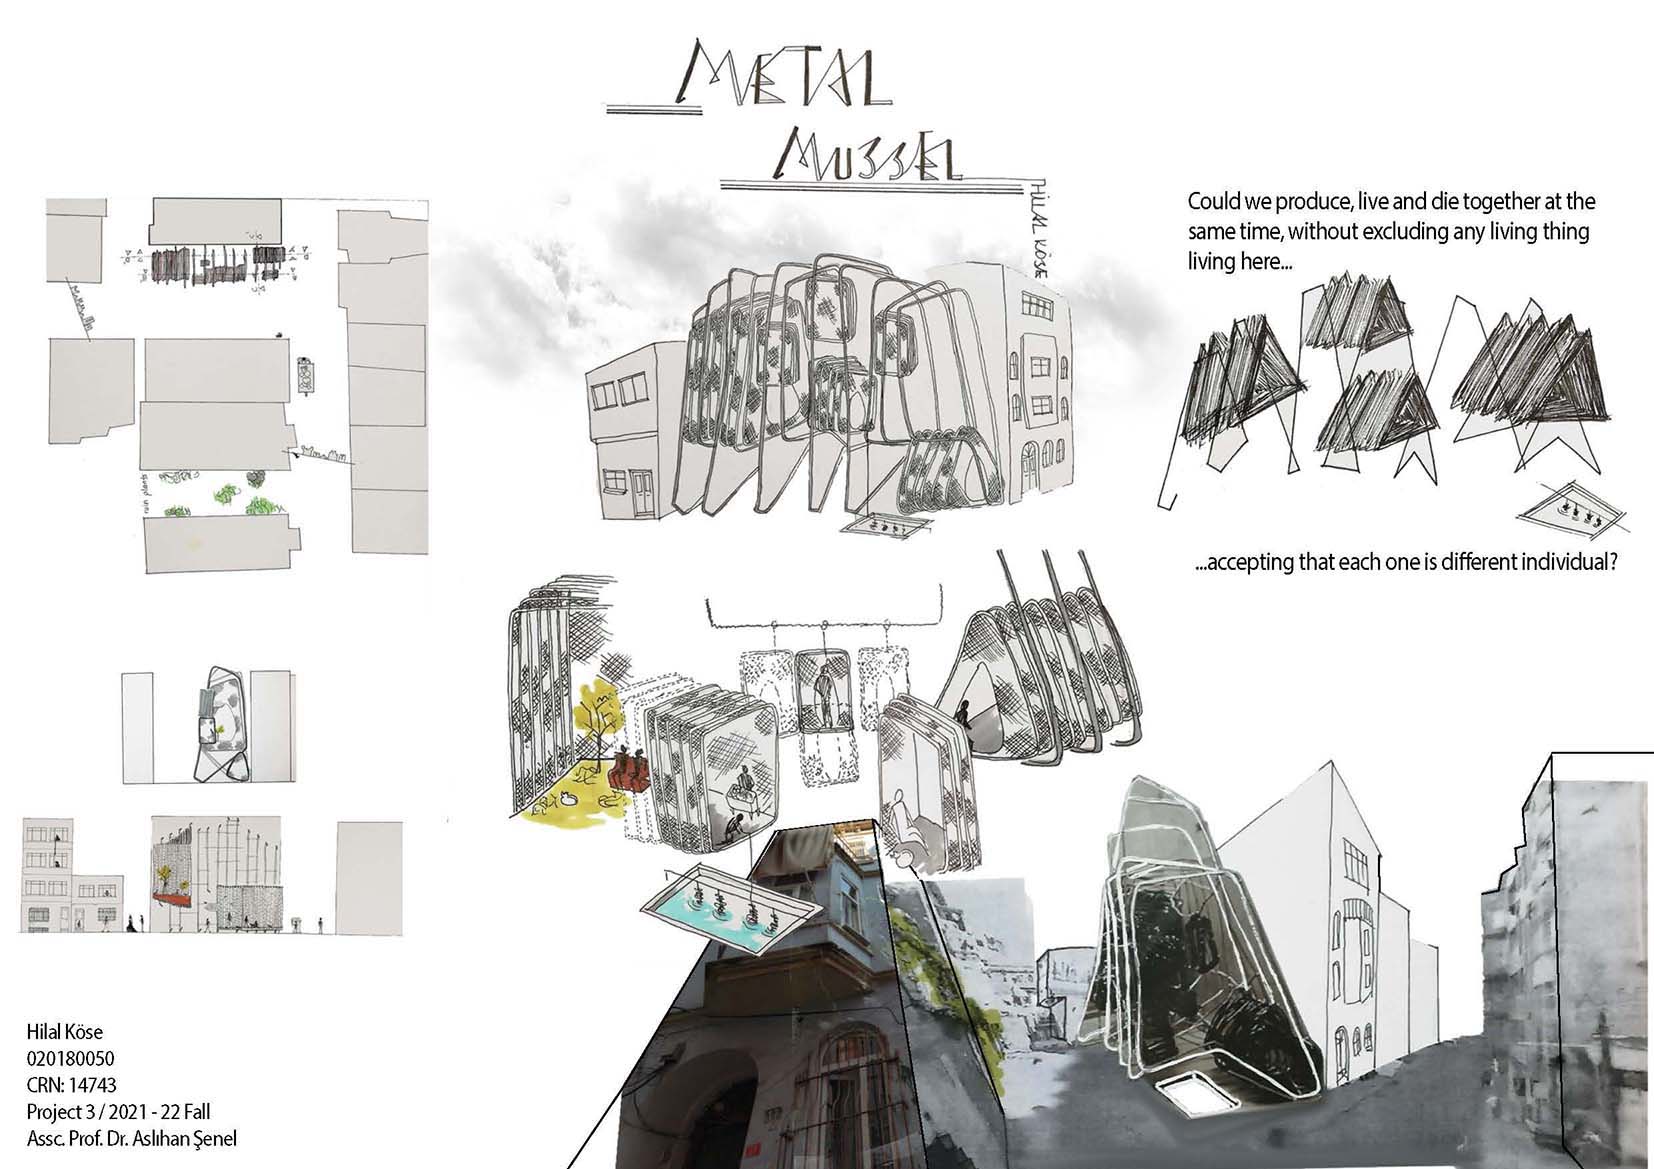 METAL
MUSSEL
HİLAL KÖSE
Could we produce, live and die together at the
same time, without excluding any living thing
living here...
...accepting that each one is different individual?
ruin plants
Hilal Köse
020180050
CRN: 14743
Project 3 / 2021 - 22 Fall
Assc. Prof. Dr. Aslıhan Şenel